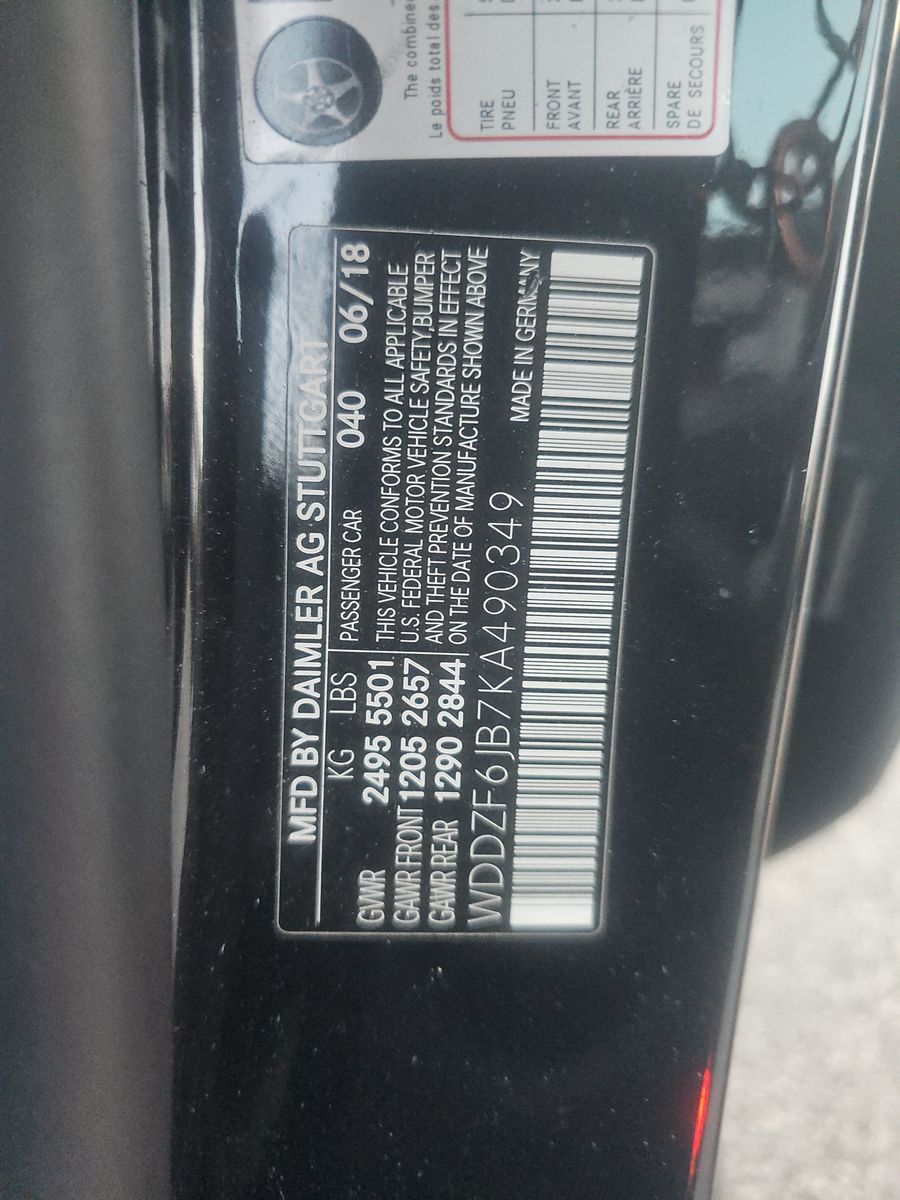 MFD BY DAIMLER AG STUTTGART
KG LBS PASSENGER CAR 040 06/18
GVWR 2495 5501 THIS VEHICLE CONFORMS TO ALL APPLICABLE
GAWR FRONT 1205 2657 U.S. FEDERAL MOTOR VEHICLE SAFETY,BUMPER
GAWR REAR 1290 2844 AND THEFT PREVENTION STANDARDS IN EFFECT
ON THE DATE OF MANUFACTURE SHOWN ABOVE
WDDZF6JB7KA490349 MADE IN GERMANY
The combined
Le poids total des
TIRE
PNEU
FRONT
AVANT
REAR
ARRIÈRE
SPARE
DE SECOURS